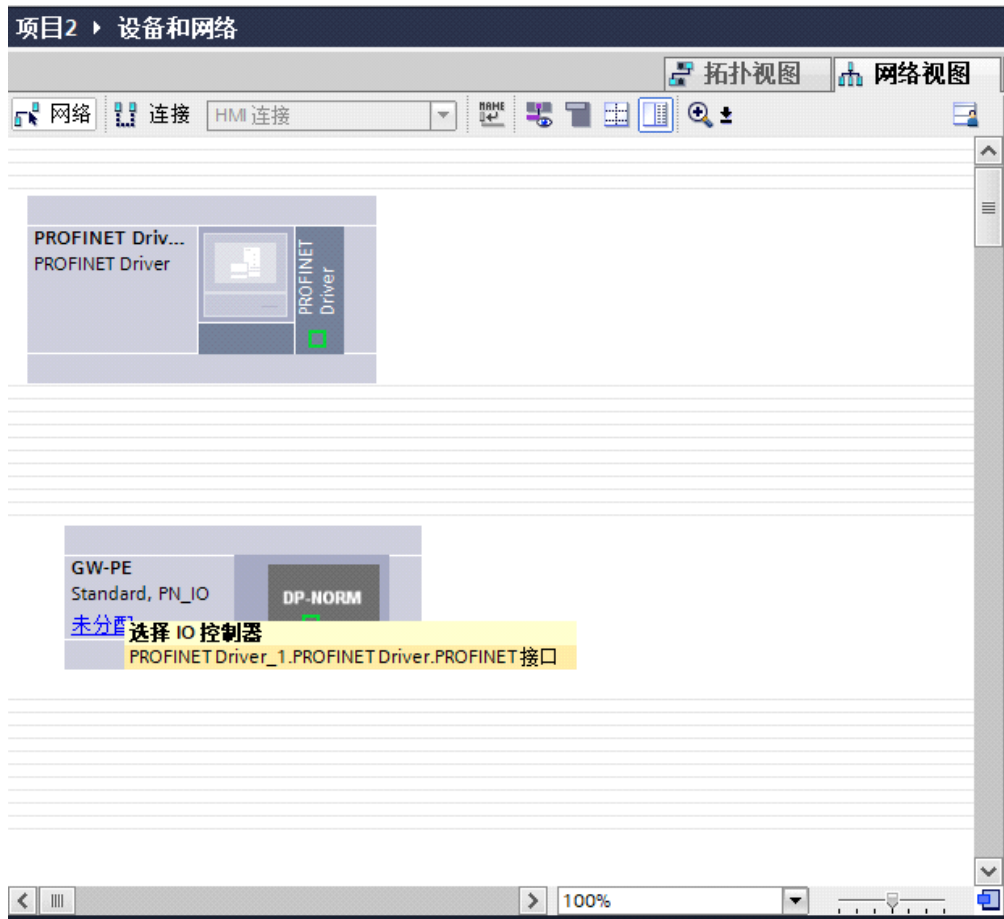 项目2 ▸ 设备和网络
拓扑视图
网络视图
网络
连接
HMI 连接
NAME
PROFINET Driv...
PROFINET Driver
PROFINET
Driver
GW-PE
Standard, PN_IO
DP-NORM
未分配
选择 IO 控制器
PROFINET Driver_1.PROFINET Driver.PROFINET 接口
100%